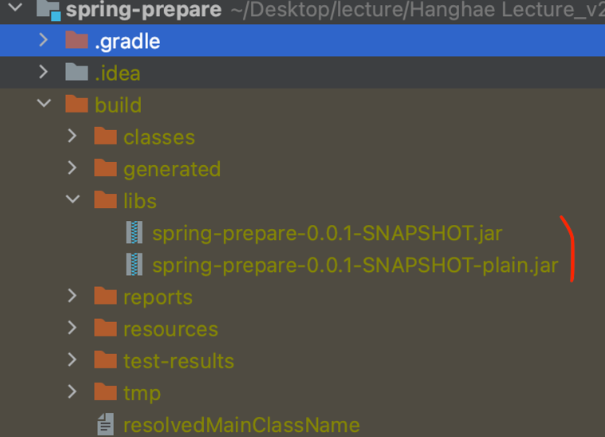 spring-prepare ~/Desktop/lecture/Hanghae Lecture_v2
.gradle
.idea
build
classes
generated
libs
spring-prepare-0.0.1-SNAPSHOT.jar
spring-prepare-0.0.1-SNAPSHOT-plain.jar
reports
resources
test-results
tmp
resolvedMainClassName